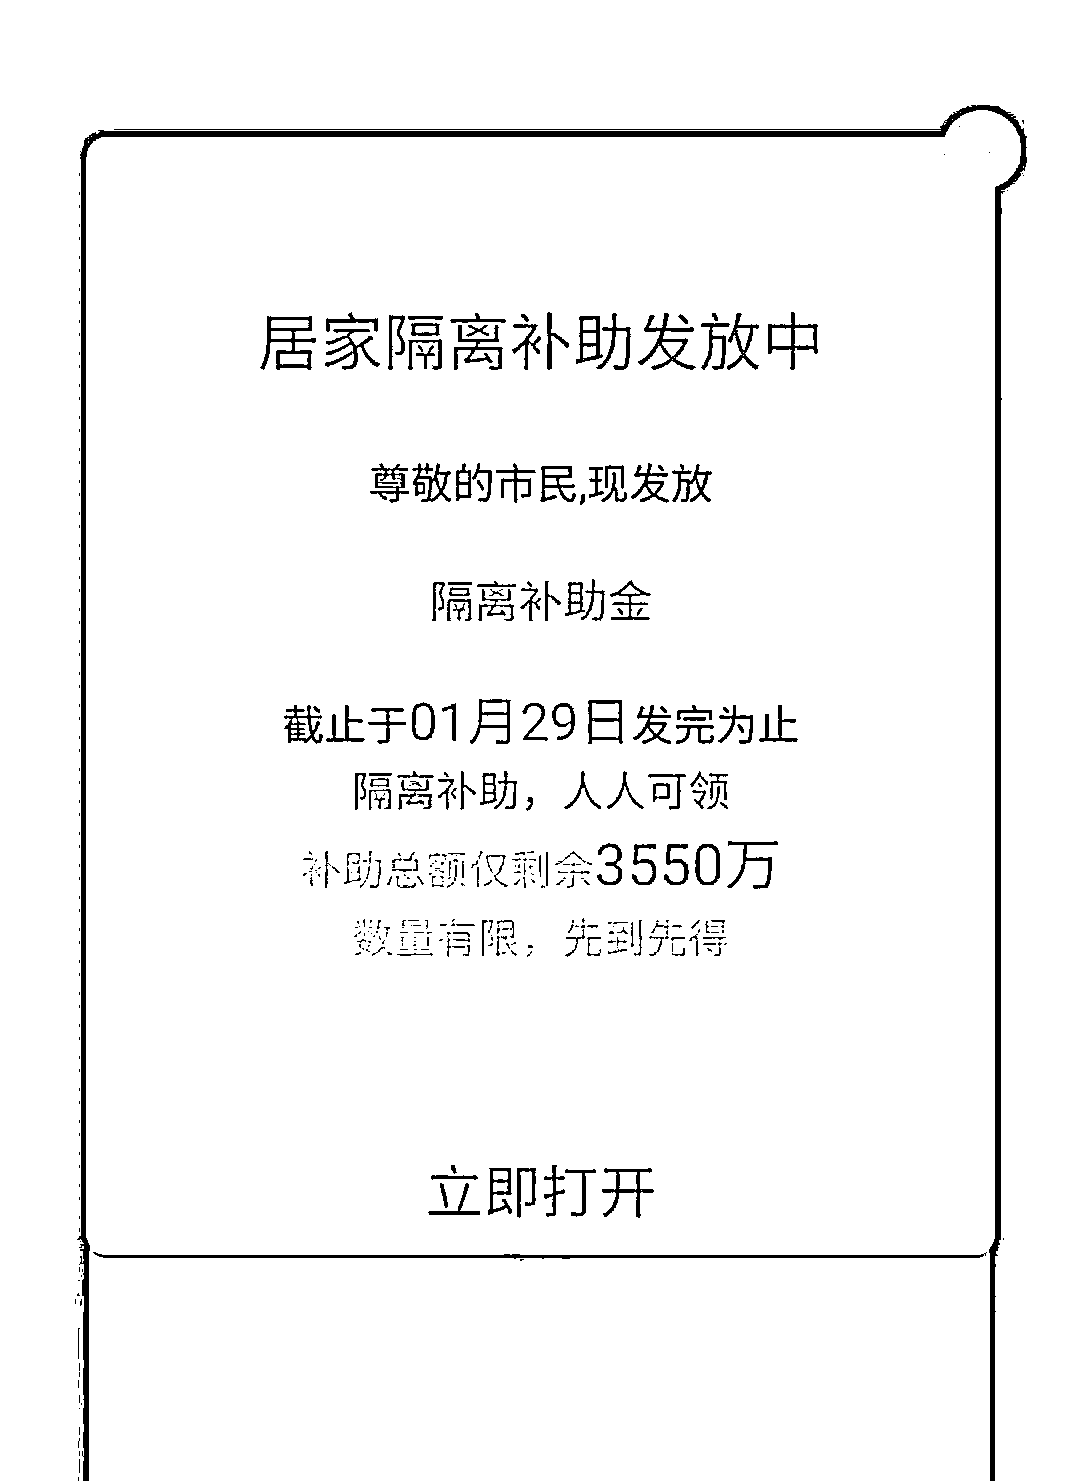 居家隔离补助发放中
尊敬的市民,现发放
隔离补助金
截止于01月29日发完为止
隔离补助，人人可领
补助总额仅剩余3550万
数量有限，先到先得
立即打开